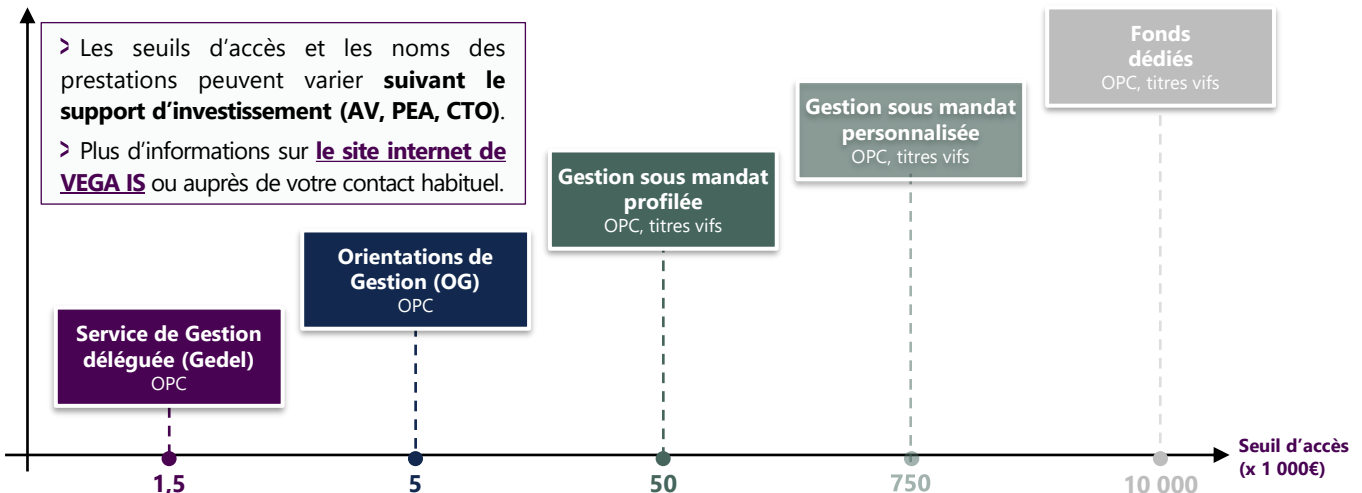 > Les seuils d'accès et les noms des
prestations peuvent varier suivant le
support d'investissement (AV, PEA, CTO).
> Plus d'informations sur le site internet de
VEGA IS ou auprès de votre contact habituel.
Fonds
dédiés
OPC, titres vifs
Gestion sous mandat
personnalisée
OPC, titres vifs
Gestion sous mandat
profilée
OPC, titres vifs
Orientations de
Gestion (OG)
OPC
Service de Gestion
déléguée (Gedel)
OPC
Seuil d'accès
(x 1 000€)
1,5
5
50
750
10 000